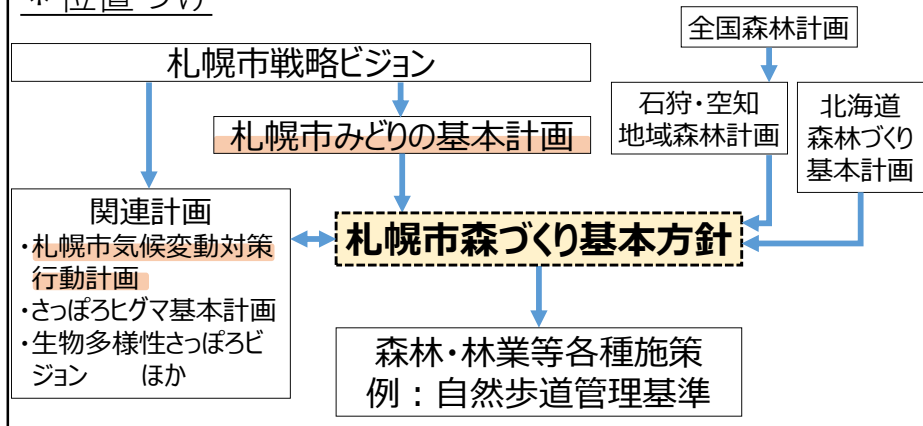 *位置づけ
全国森林計画
札幌市戦略ビジョン
石狩・空知
地域森林計画
北海道
森林づくり
基本計画
札幌市みどりの基本計画
関連計画
・札幌市気候変動対策
行動計画
・さっぽろヒグマ基本計画
・生物多様性さっぽろビ
ジョン ほか
札幌市森づくり基本方針
森林・林業等各種施策
例：自然歩道管理基準